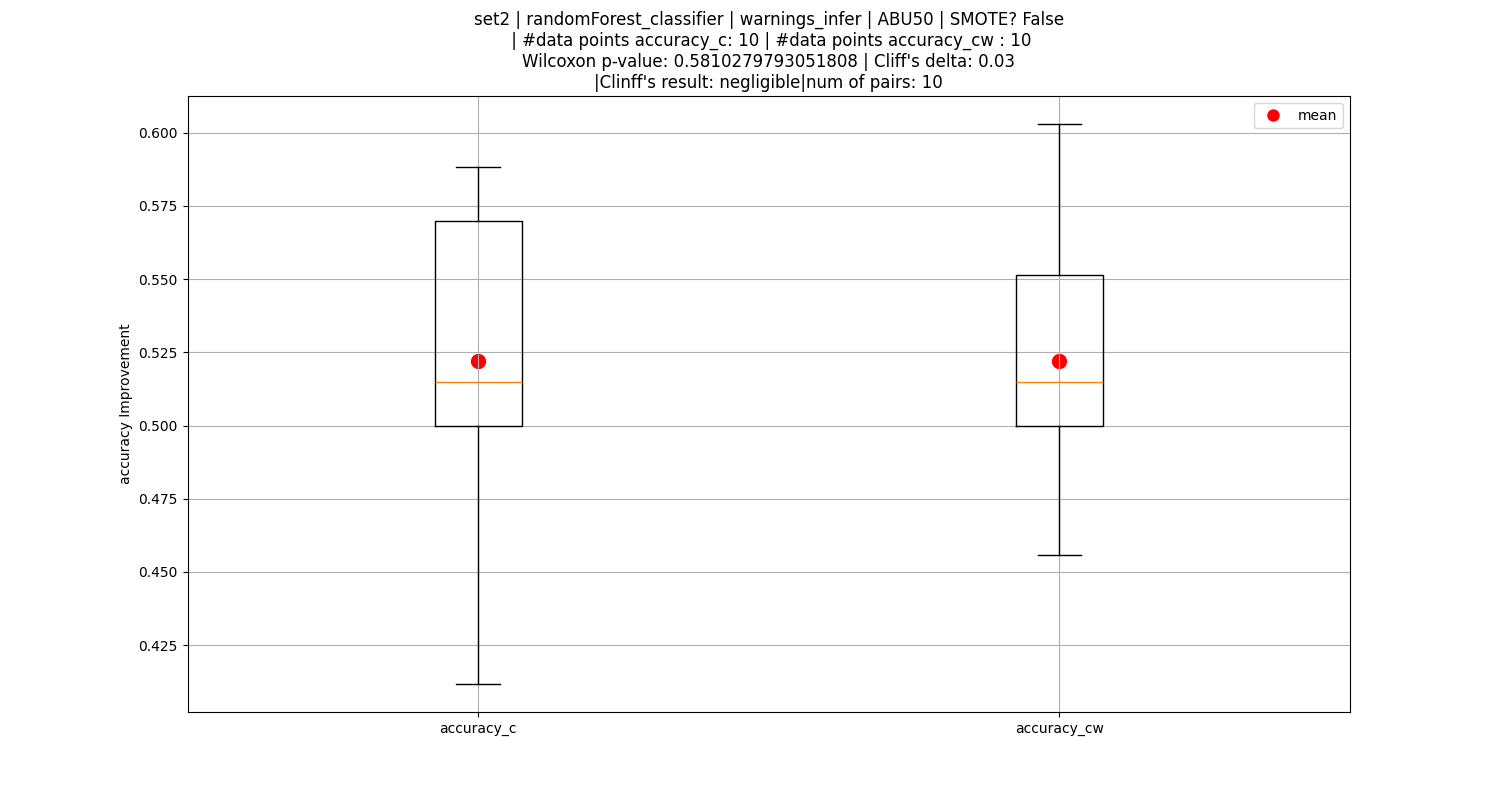 set2 | randomForest_classifier | warnings_infer | ABU50 | SMOTE? False
| #data points accuracy_c: 10 | #data points accuracy_cw : 10
Wilcoxon p-value: 0.5810279793051808 | Cliff's delta: 0.03
|Clinff's result: negligible|num of pairs: 10
mean
0.600
0.575
0.550
0.525
0.500
0.475
0.450
0.425
accuracy Improvement
accuracy_c
accuracy_cw